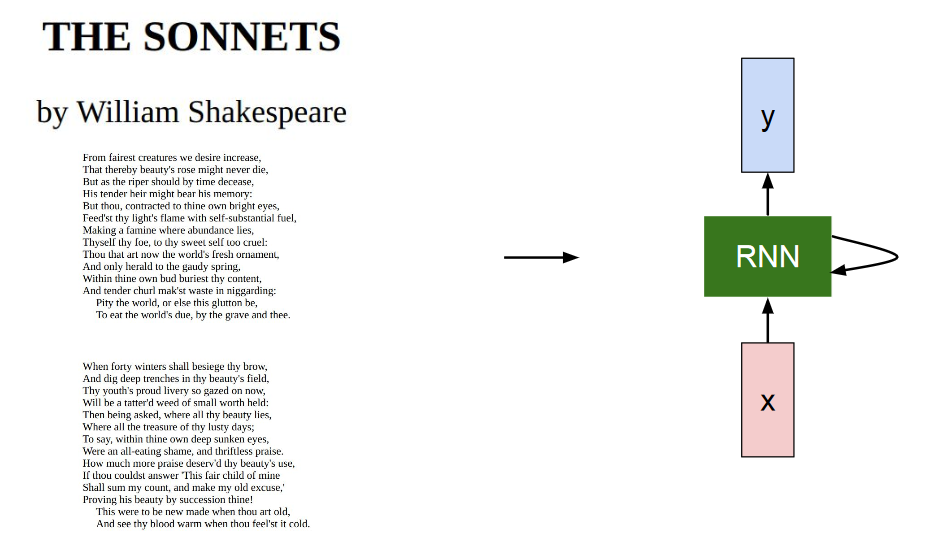 THE SONNETS
by William Shakespeare
From fairest creatures we desire increase,
That thereby beauty's rose might never die,
But as the riper should by time decease,
His tender heir might bear his memory:
But thou, contracted to thine own bright eyes,
Feed'st thy light's flame with self-substantial fuel,
Making a famine where abundance lies,
Thyself thy foe, to thy sweet self too cruel:
Thou that art now the world's fresh ornament,
And only herald to the gaudy spring,
Within thine own bud buriest thy content,
And tender churl mak'st waste in niggarding:
Pity the world, or else this glutton be,
To eat the world's due, by the grave and thee.
When forty winters shall besiege thy brow,
And dig deep trenches in thy beauty's field,
Thy youth's proud livery so gazed on now,
Will be a tatter'd weed of small worth held:
Then being asked, where all thy beauty lies,
Where all the treasure of thy lusty days;
To say, within thine own deep sunken eyes,
Were an all-eating shame, and thriftless praise.
How much more praise deserv'd thy beauty's use,
If thou couldst answer 'This fair child of mine
Shall sum my count, and make my old excuse,'
Proving his beauty by succession thine!
This were to be new made when thou art old,
And see thy blood warm when thou feel'st it cold.
y
RNN
x